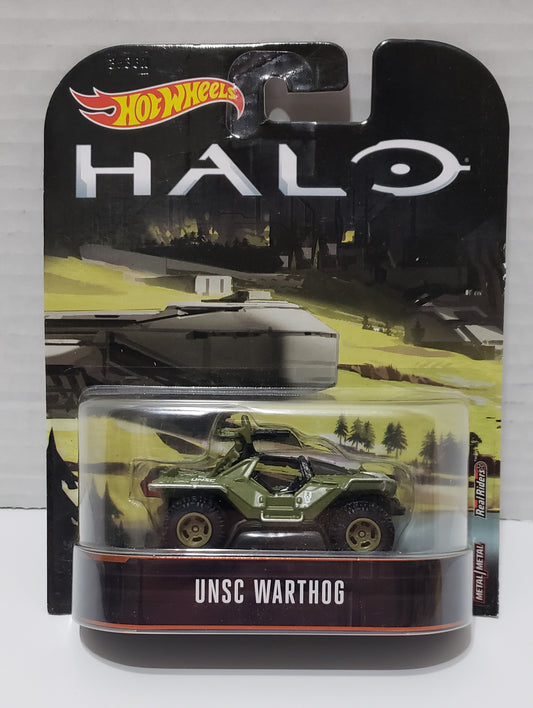 HOT WHEELS
HALO
UNSC
Real Riders
METAL/METAL
UNSC WARTHOG